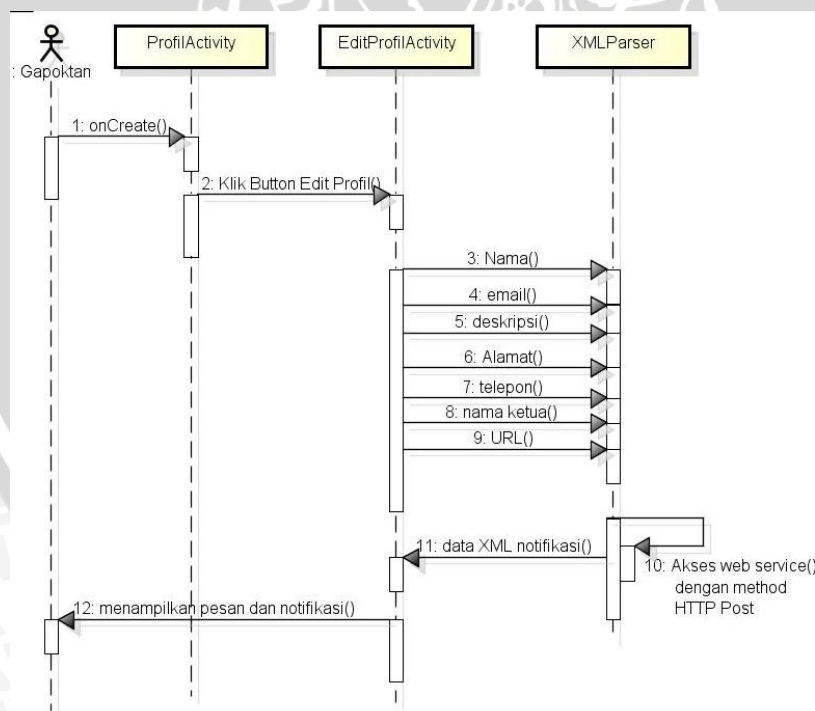 ProfilActivity
EditProfilActivity
XMLParser
: Gapoktan
1: onCreate()
2: Klik Button Edit Profil()
3: Nama()
4: email()
5: deskripsi()
6: Alamat()
7: telepon()
8: nama ketua()
9: URL()
11: data XML notifikasi()
10: Akses web service()
dengan method
HTTP Post
12: menampilkan pesan dan notifikasi()